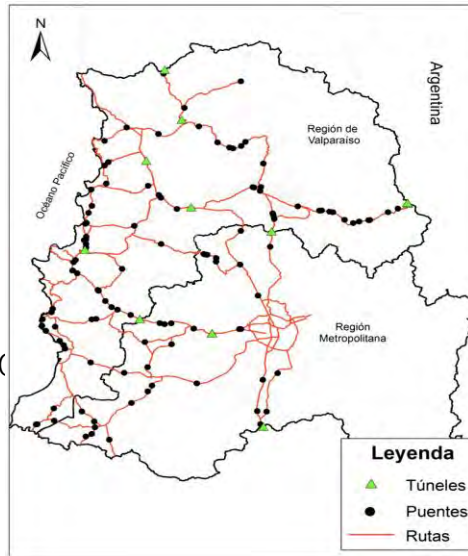 N
Argentina
Región de
Valparaíso
Océano Pacífico
Región
Metropolitana
Leyenda
Túneles
Puentes
Rutas